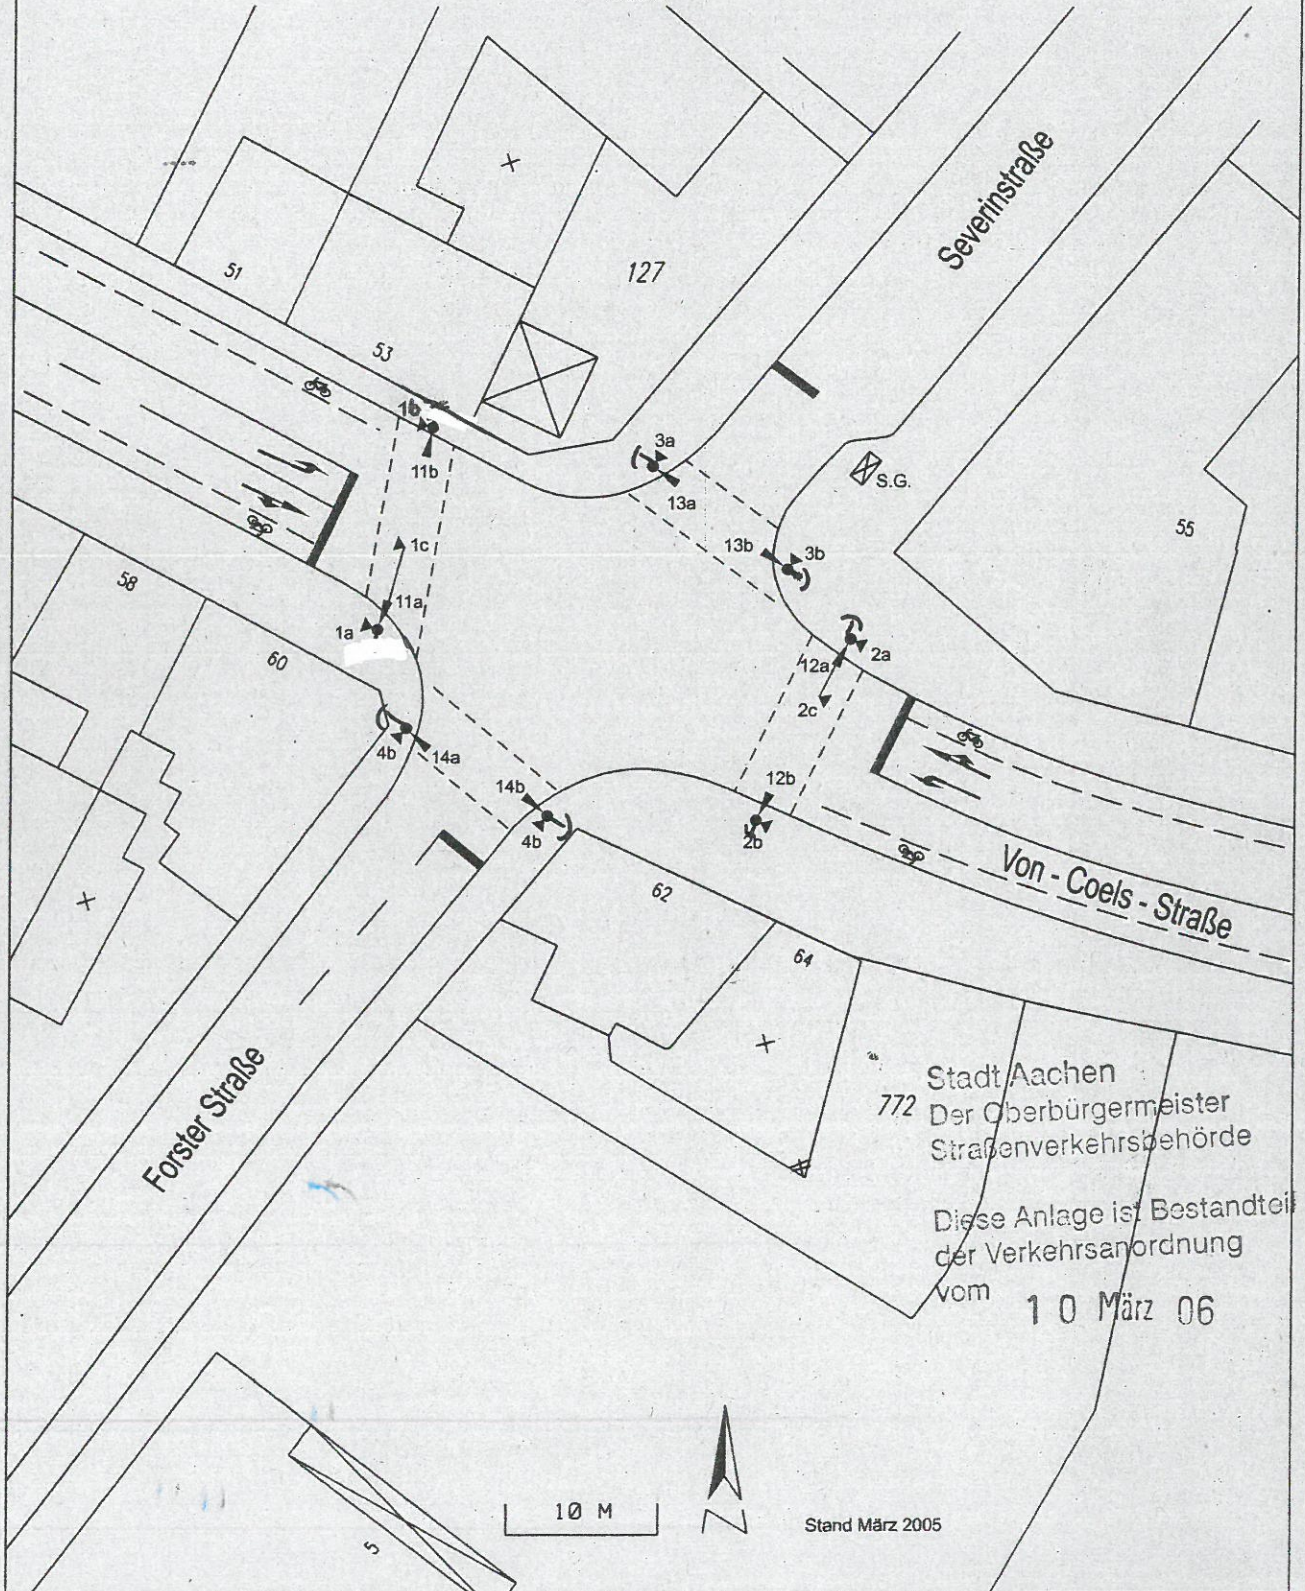 Severinstraße
127
51
53
1b
11b
3a
13a
S.G.
55
13b
3b
1c
11a
1a
58
60
12a
2a
2c
4b
14a
14b
4b
12b
2b
Von - Coels - Straße
62
64
Forster Straße
772
Stadt Aachen
Der Oberbürgermeister
Straßenverkehrsbehörde
Diese Anlage ist Bestandteil
der Verkehrsanordnung
vom
10 März 06
10 M
N
Stand März 2005
5